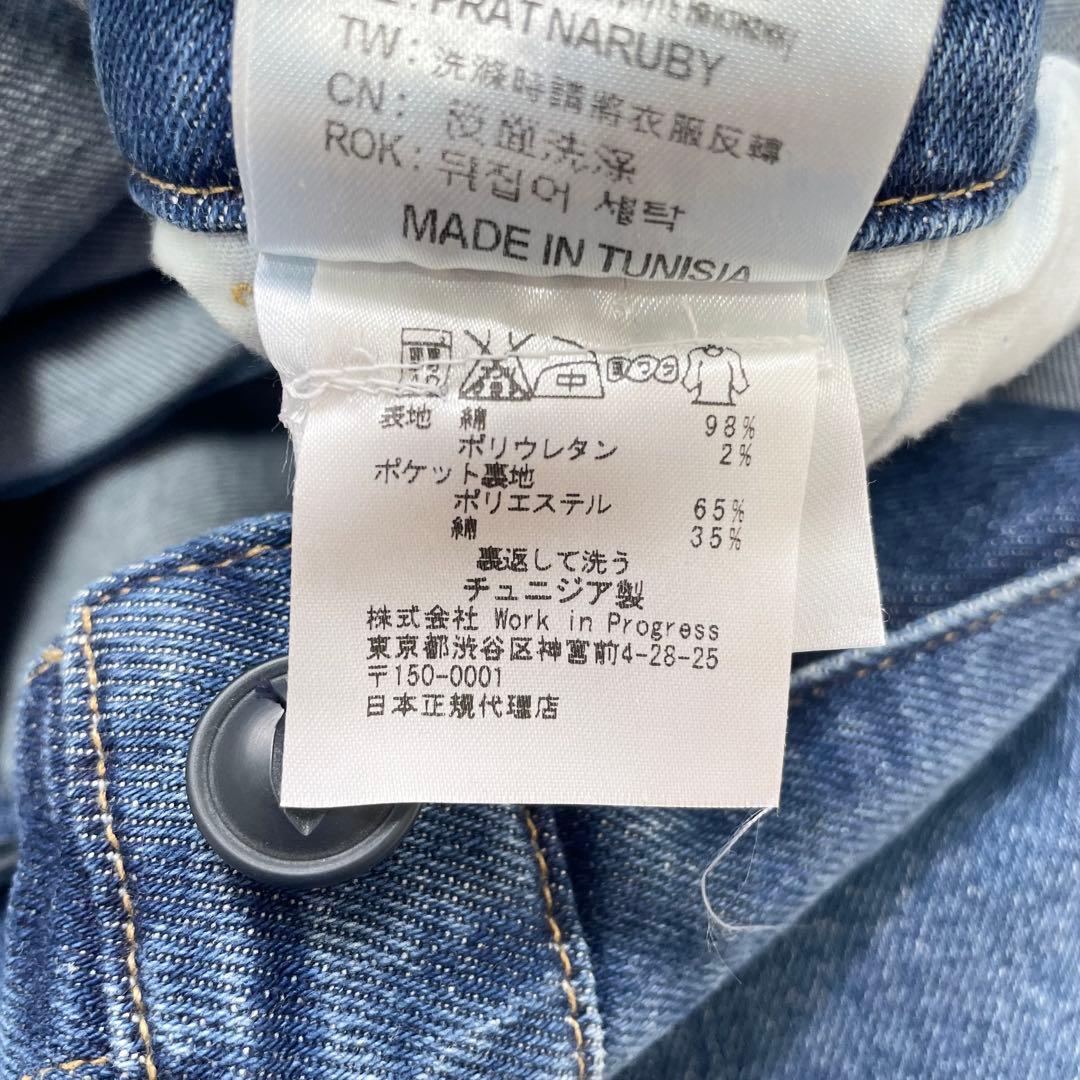 PRAT NARUBY
TW: 洗滌時請將衣服反轉
CN: 反面洗涤
ROK: 뒤집어 세탁
MADE IN TUNISIA
中
表地 綿 98%
ポリウレタン 2%
ポケット裏地
ポリエステル 65%
綿 35%
裏返して洗う
チュニジア製
株式会社 Work in Progress
東京都渋谷区神宮前4-28-25
〒150-0001
日本正規代理店